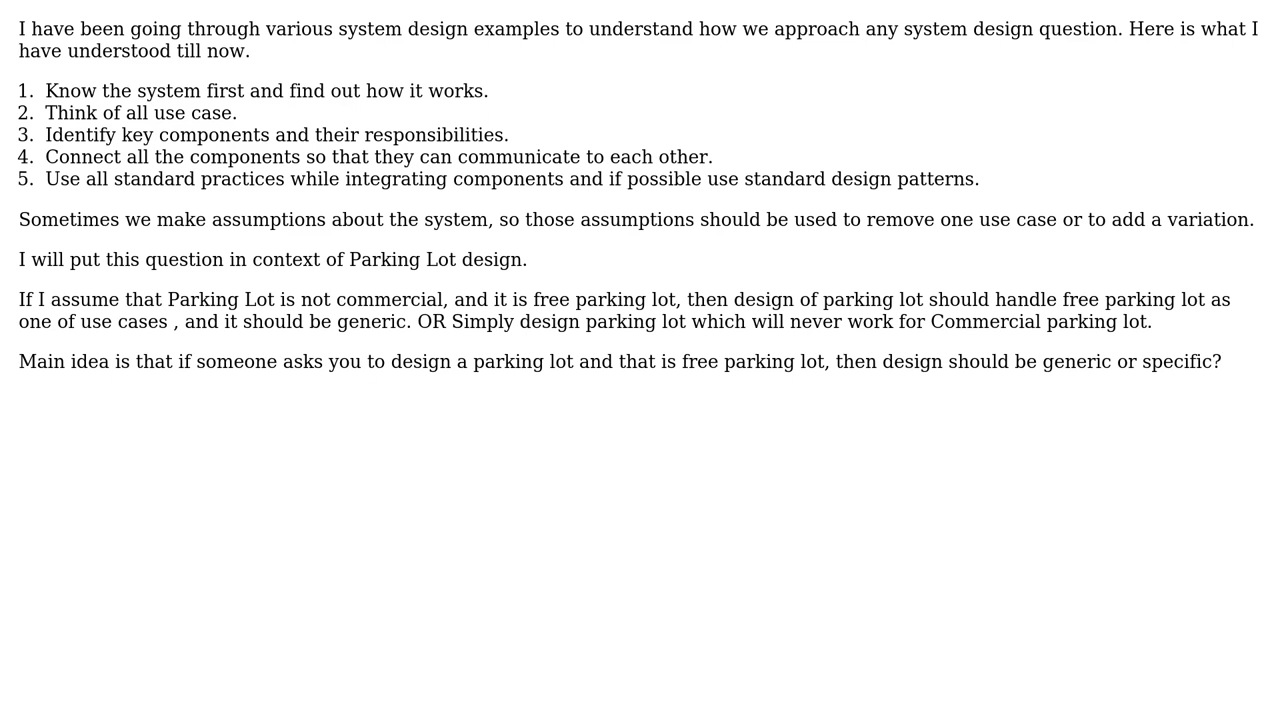 I have been going through various system design examples to understand how we approach any system design question. Here is what I
have understood till now.
1. Know the system first and find out how it works.
2. Think of all use case.
3. Identify key components and their responsibilities.
4. Connect all the components so that they can communicate to each other.
5. Use all standard practices while integrating components and if possible use standard design patterns.
Sometimes we make assumptions about the system, so those assumptions should be used to remove one use case or to add a variation.
I will put this question in context of Parking Lot design.
If I assume that Parking Lot is not commercial, and it is free parking lot, then design of parking lot should handle free parking lot as
one of use cases , and it should be generic. OR Simply design parking lot which will never work for Commercial parking lot.
Main idea is that if someone asks you to design a parking lot and that is free parking lot, then design should be generic or specific?